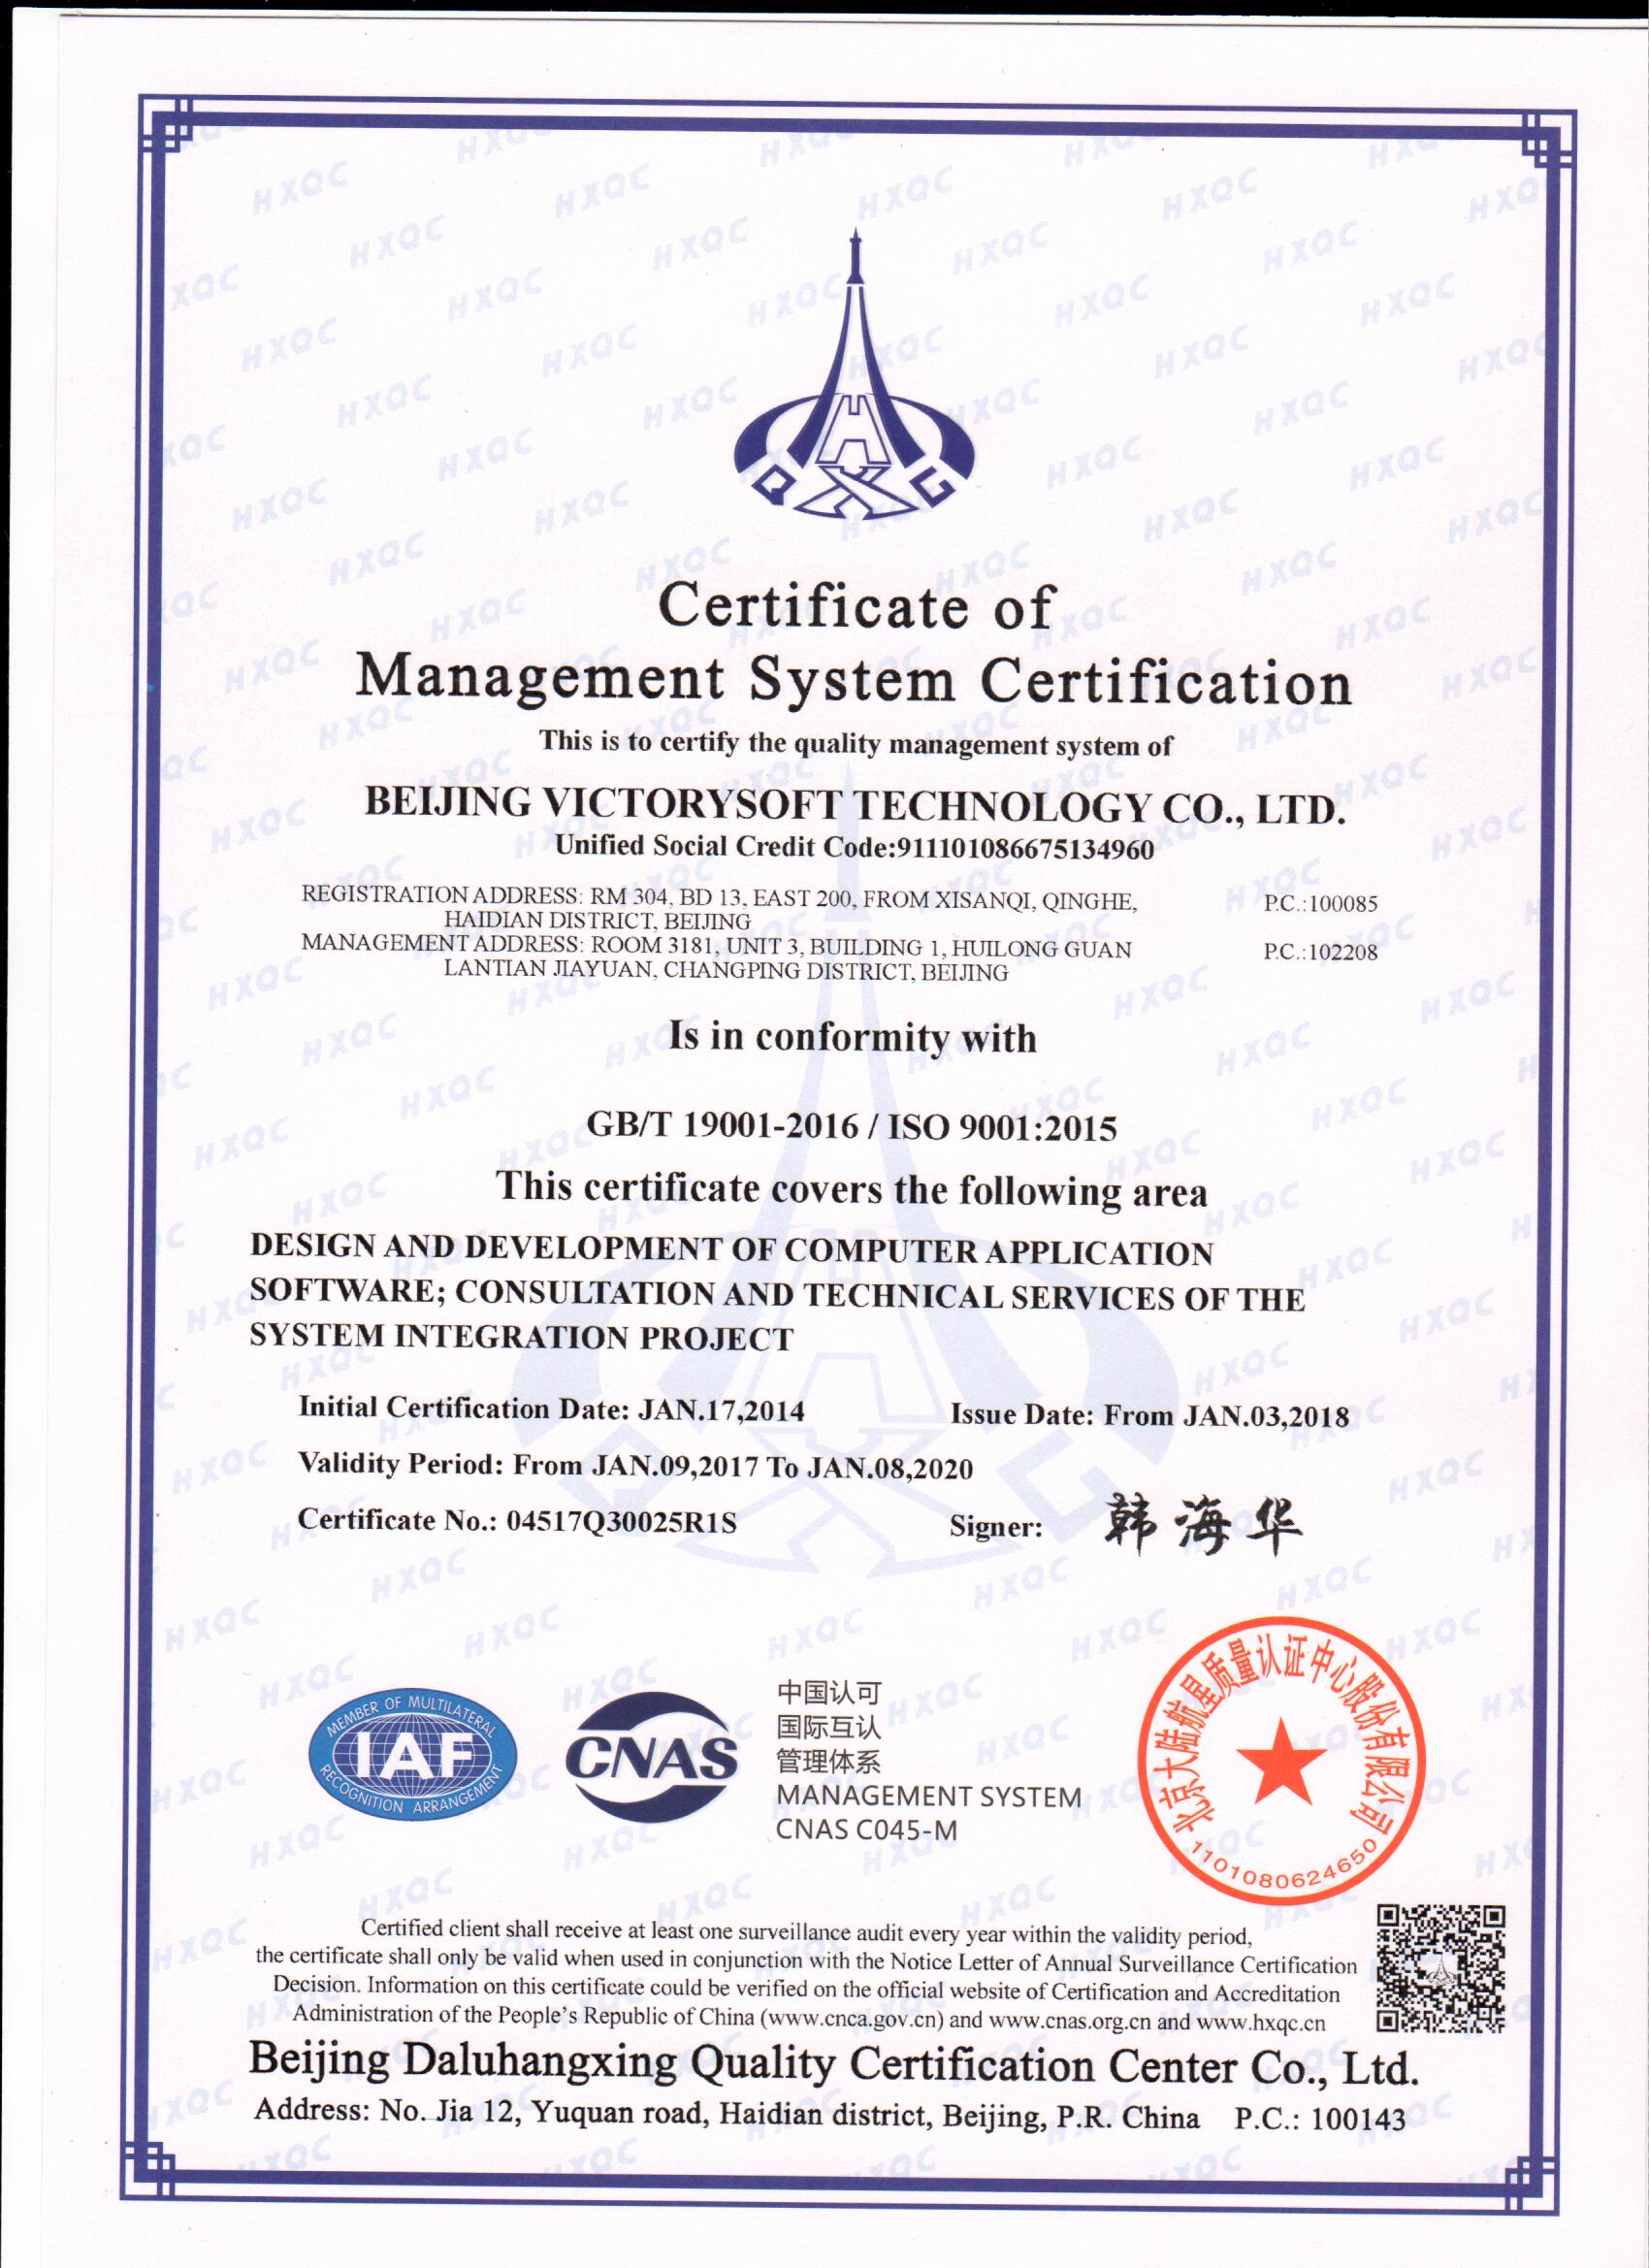 Certificate of
Management System Certification
This is to certify the quality management system of
BEIJING VICTORYSOFT TECHNOLOGY CO., LTD.
Unified Social Credit Code:911101086675134960
REGISTRATION ADDRESS: RM 304, BD 13, EAST 200, FROM XISANQI, QINGHE, P.C.:100085
HAIDIAN DISTRICT, BEIJING
MANAGEMENT ADDRESS: ROOM 3181, UNIT 3, BUILDING 1, HUILONG GUAN P.C.:102208
LANTIAN JIAYUAN, CHANGPING DISTRICT, BEIJING
Is in conformity with
GB/T 19001-2016 / ISO 9001:2015
This certificate covers the following area
DESIGN AND DEVELOPMENT OF COMPUTER APPLICATION
SOFTWARE; CONSULTATION AND TECHNICAL SERVICES OF THE
SYSTEM INTEGRATION PROJECT
Initial Certification Date: JAN.17,2014 Issue Date: From JAN.03,2018
Validity Period: From JAN.09,2017 To JAN.08,2020
Certificate No.: 04517Q30025R1S Signer: 韩海华
MEMBER OF MULTILATERAL
IAF
RECOGNITION ARRANGEMENT
CNAS
中国认可
国际互认
管理体系
MANAGEMENT SYSTEM
CNAS C045-M
北京大陆航星质量认证中心股份有限公司
1101080624650
Certified client shall receive at least one surveillance audit every year within the validity period,
the certificate shall only be valid when used in conjunction with the Notice Letter of Annual Surveillance Certification
Decision. Information on this certificate could be verified on the official website of Certification and Accreditation
Administration of the People's Republic of China (www.cnca.gov.cn) and www.cnas.org.cn and www.hxqc.cn
Beijing Daluhangxing Quality Certification Center Co., Ltd.
Address: No. Jia 12, Yuquan road, Haidian district, Beijing, P.R. China P.C.: 100143